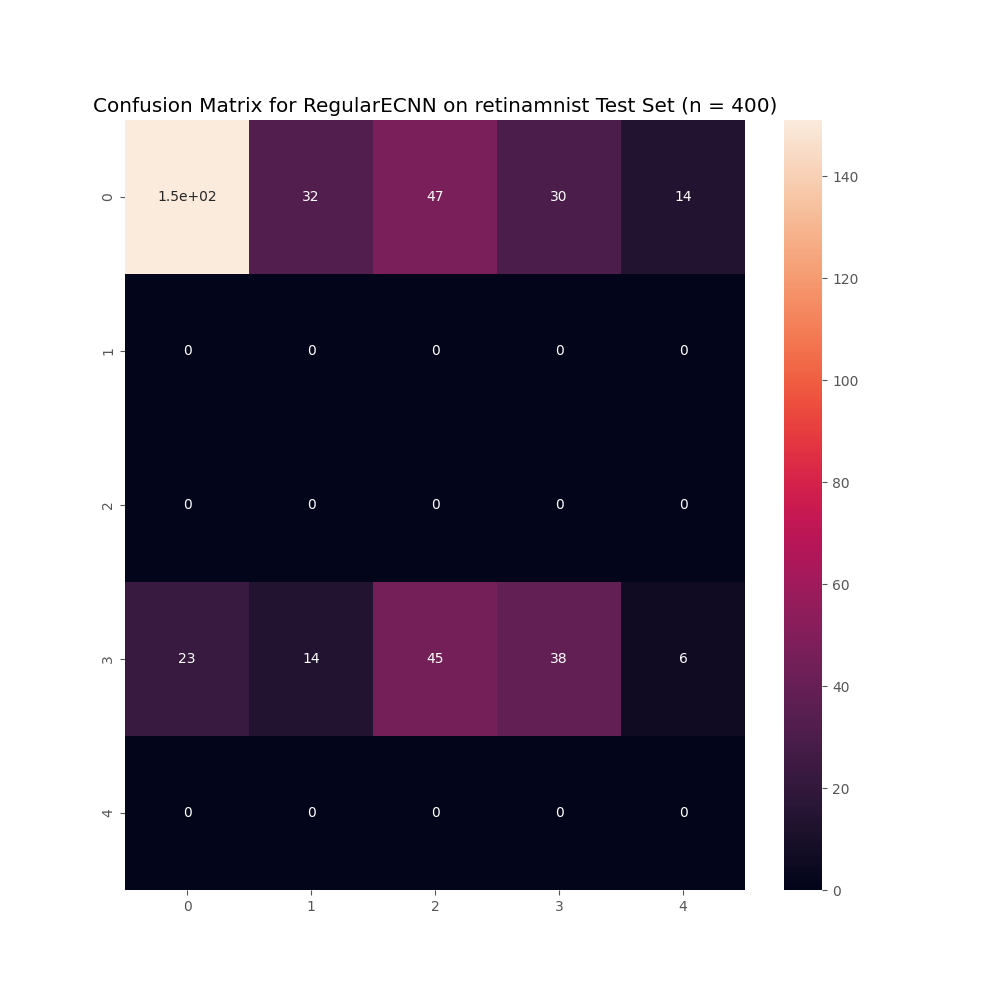 Confusion Matrix for RegularECNN on retinamnist Test Set (n = 400)
0 1.5e+02 32 47 30 14
1 0 0 0 0 0
2 0 0 0 0 0
3 23 14 45 38 6
4 0 0 0 0 0
0 1 2 3 4
140
120
100
80
60
40
20
0